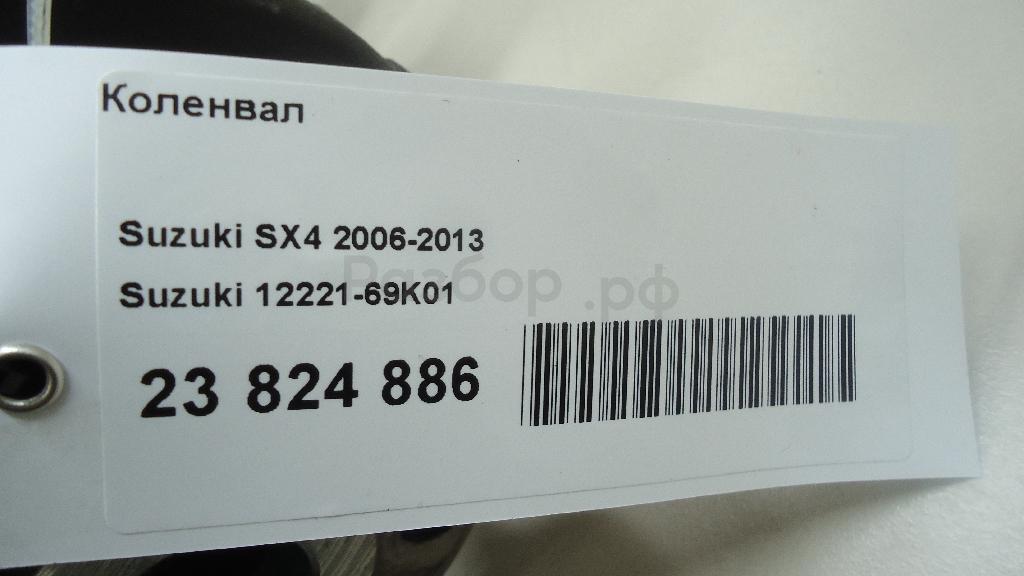 Коленвал
Suzuki SX4 2006-2013
Разбор.рф
Suzuki 12221-69K01
23 824 886